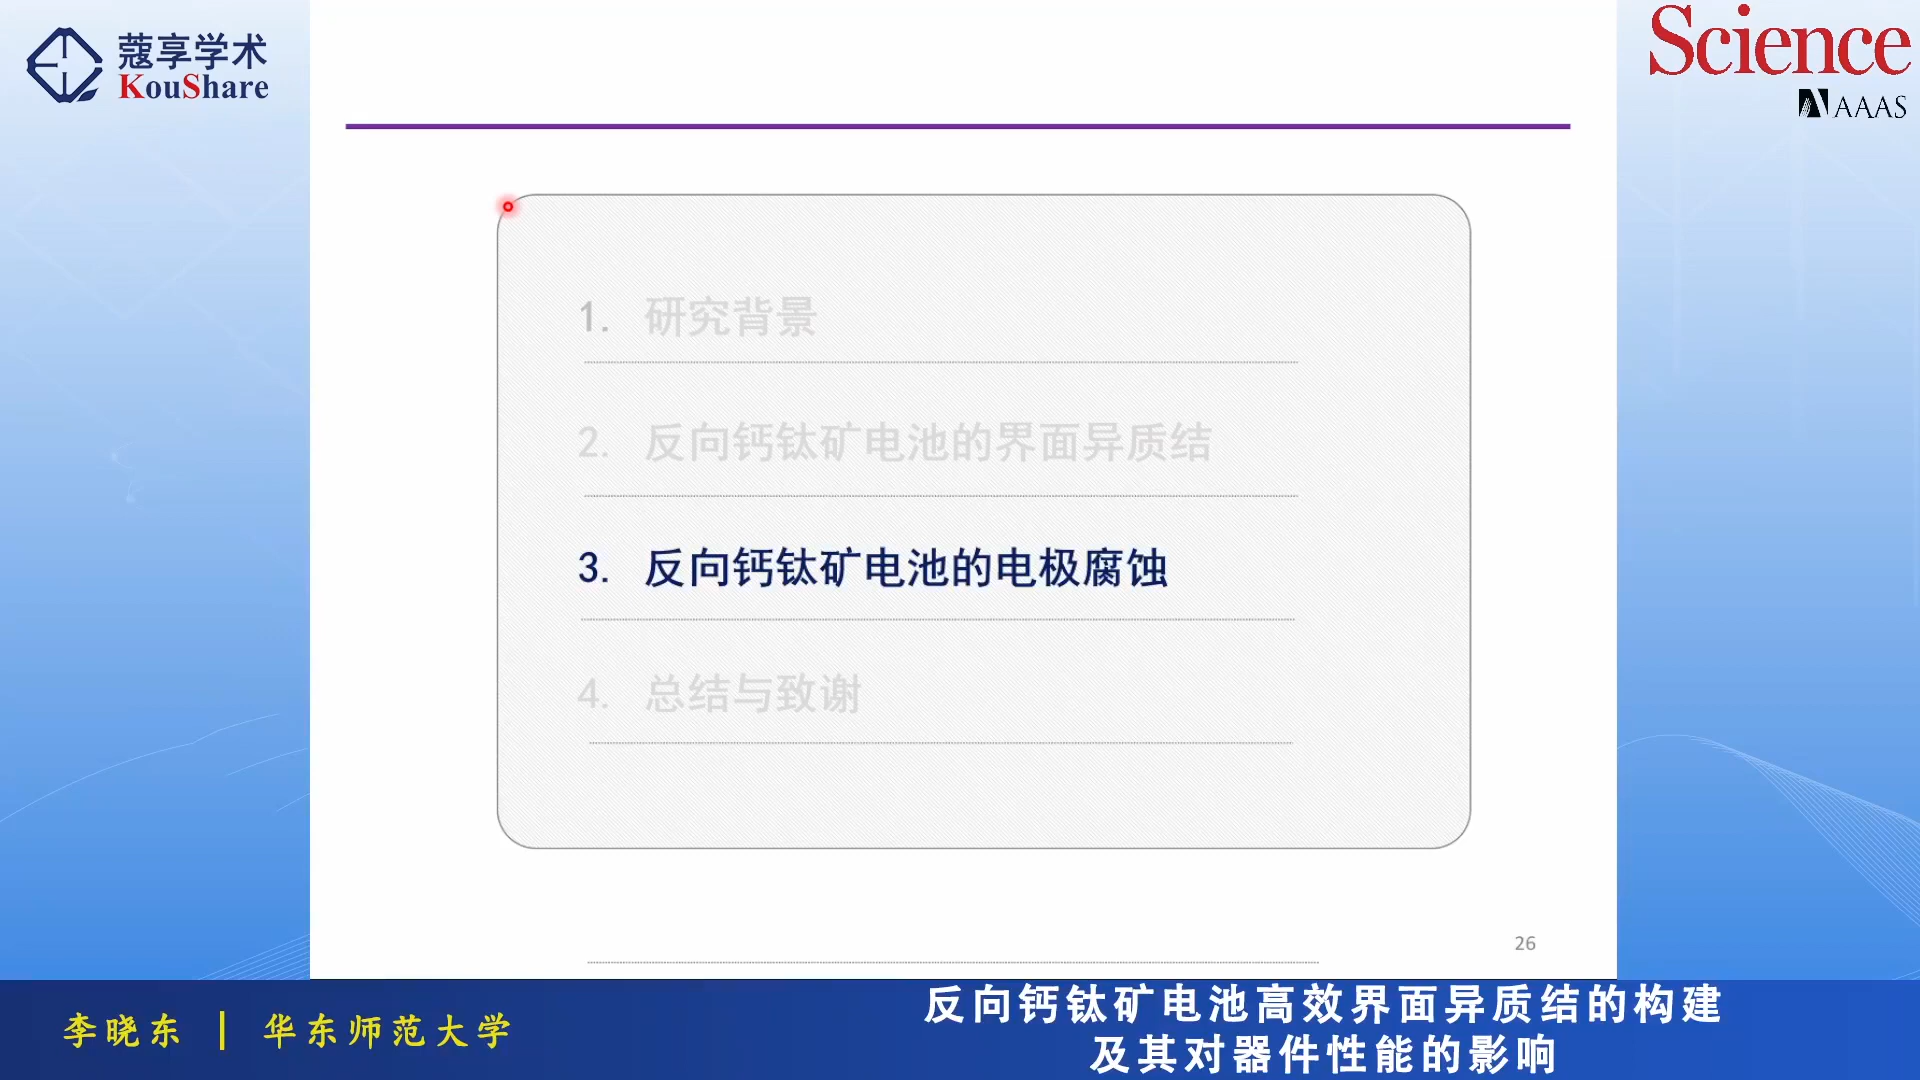 蔻享学术
KouShare
Science
AAAS
1. 研究背景
2. 反向钙钛矿电池的界面异质结
3. 反向钙钛矿电池的电极腐蚀
4. 总结与致谢
26
李晓东 | 华东师范大学
反向钙钛矿电池高效界面异质结的构建
及其对器件性能的影响